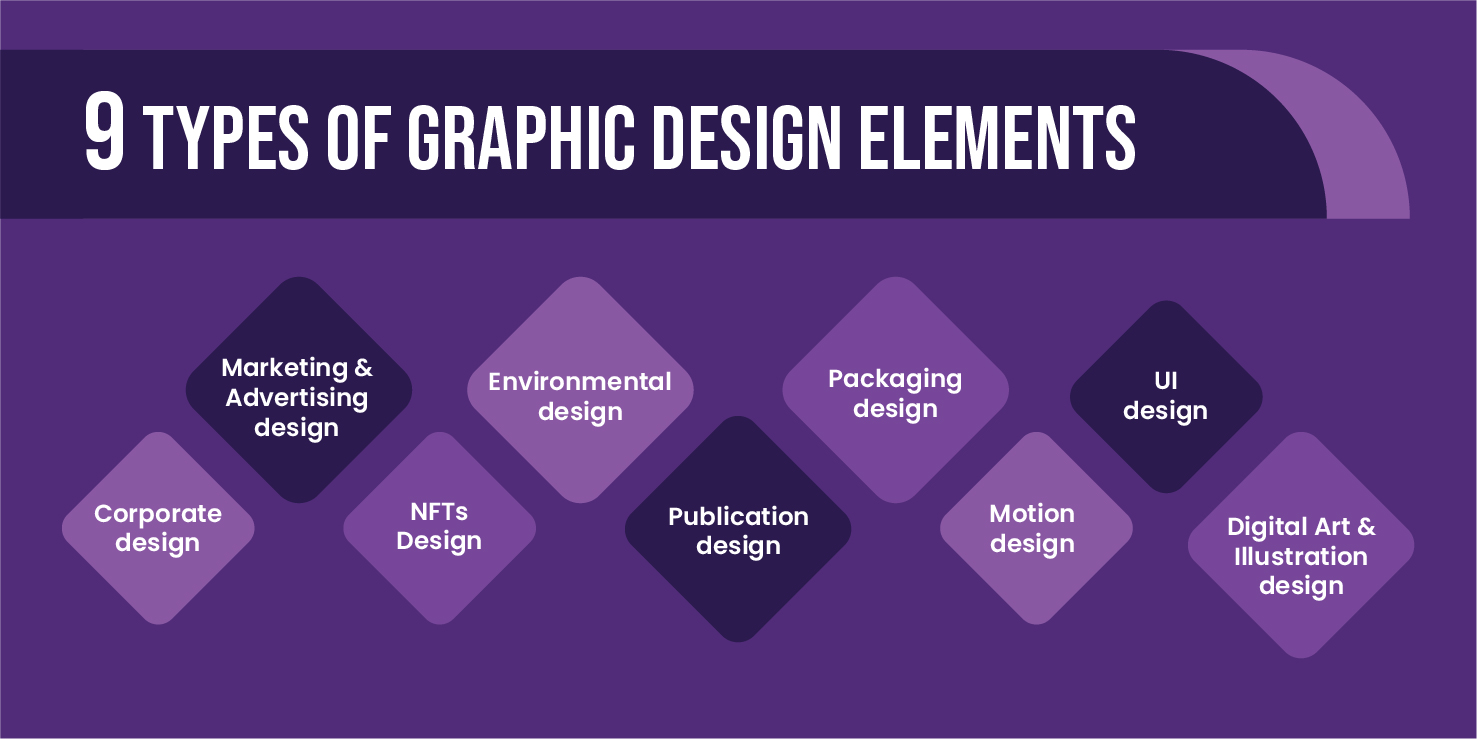 9 TYPES OF GRAPHIC DESIGN ELEMENTS
Corporate
design
Marketing &
Advertising
design
NFTs
Design
Environmental
design
Publication
design
Packaging
design
Motion
design
UI
design
Digital Art &
Illustration
design